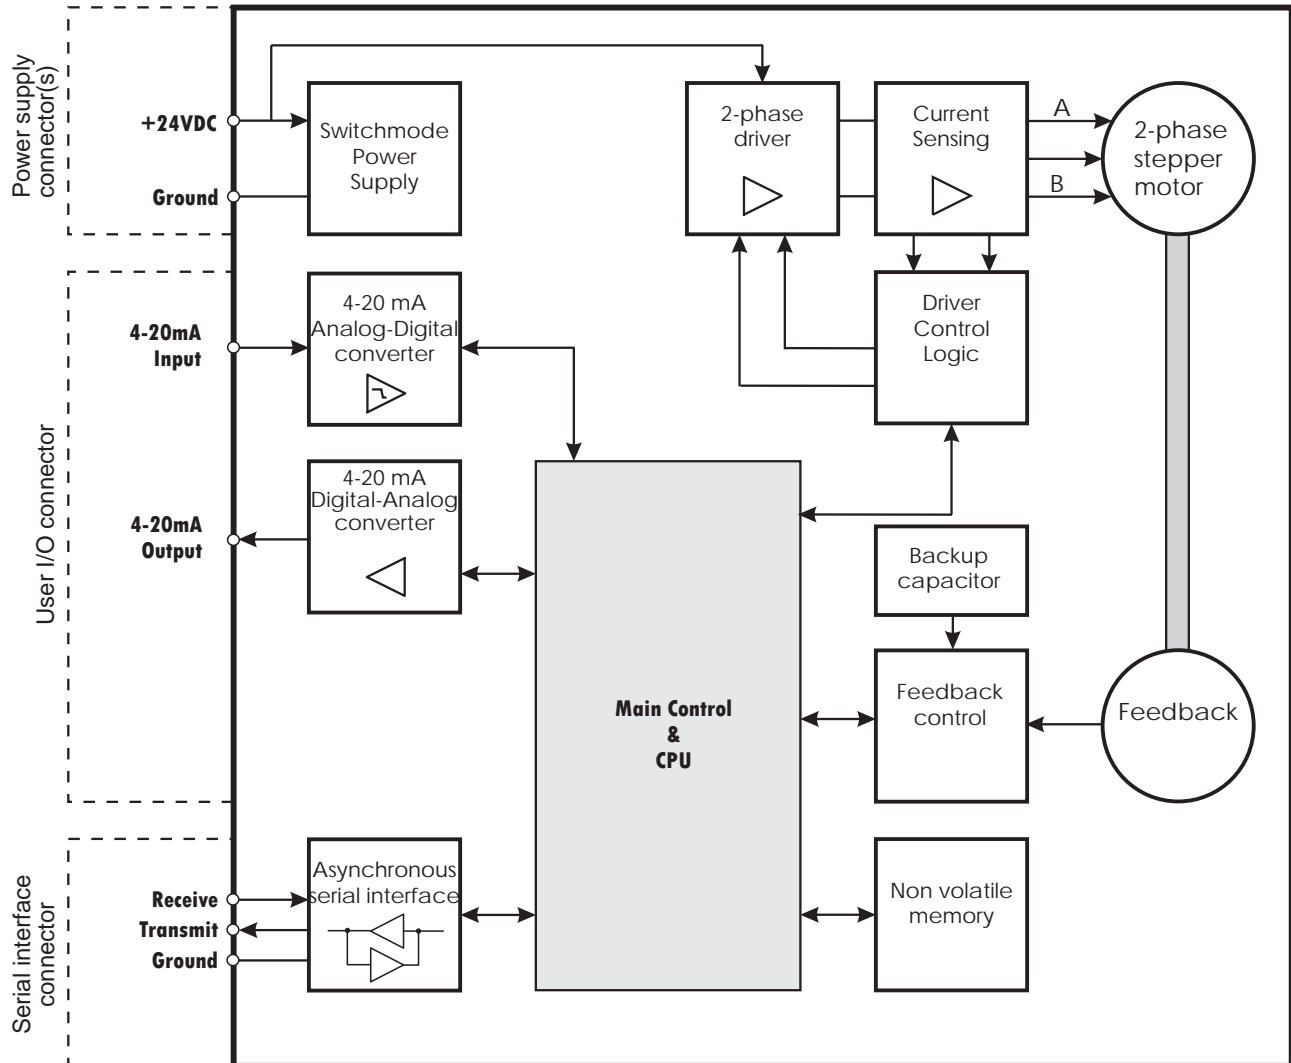 Power supply
connector(s)
+24VDC
Ground
Switchmode
Power
Supply
2-phase
driver
Current
Sensing
A
B
2-phase
stepper
motor
User I/O connector
4-20mA
Input
4-20 mA
Analog-Digital
converter
Driver
Control
Logic
4-20mA
Output
4-20 mA
Digital-Analog
converter
Backup
capacitor
Main Control
&
CPU
Feedback
control
Feedback
Serial interface
connector
Receive
Transmit
Ground
Asynchronous
serial interface
Non volatile
memory